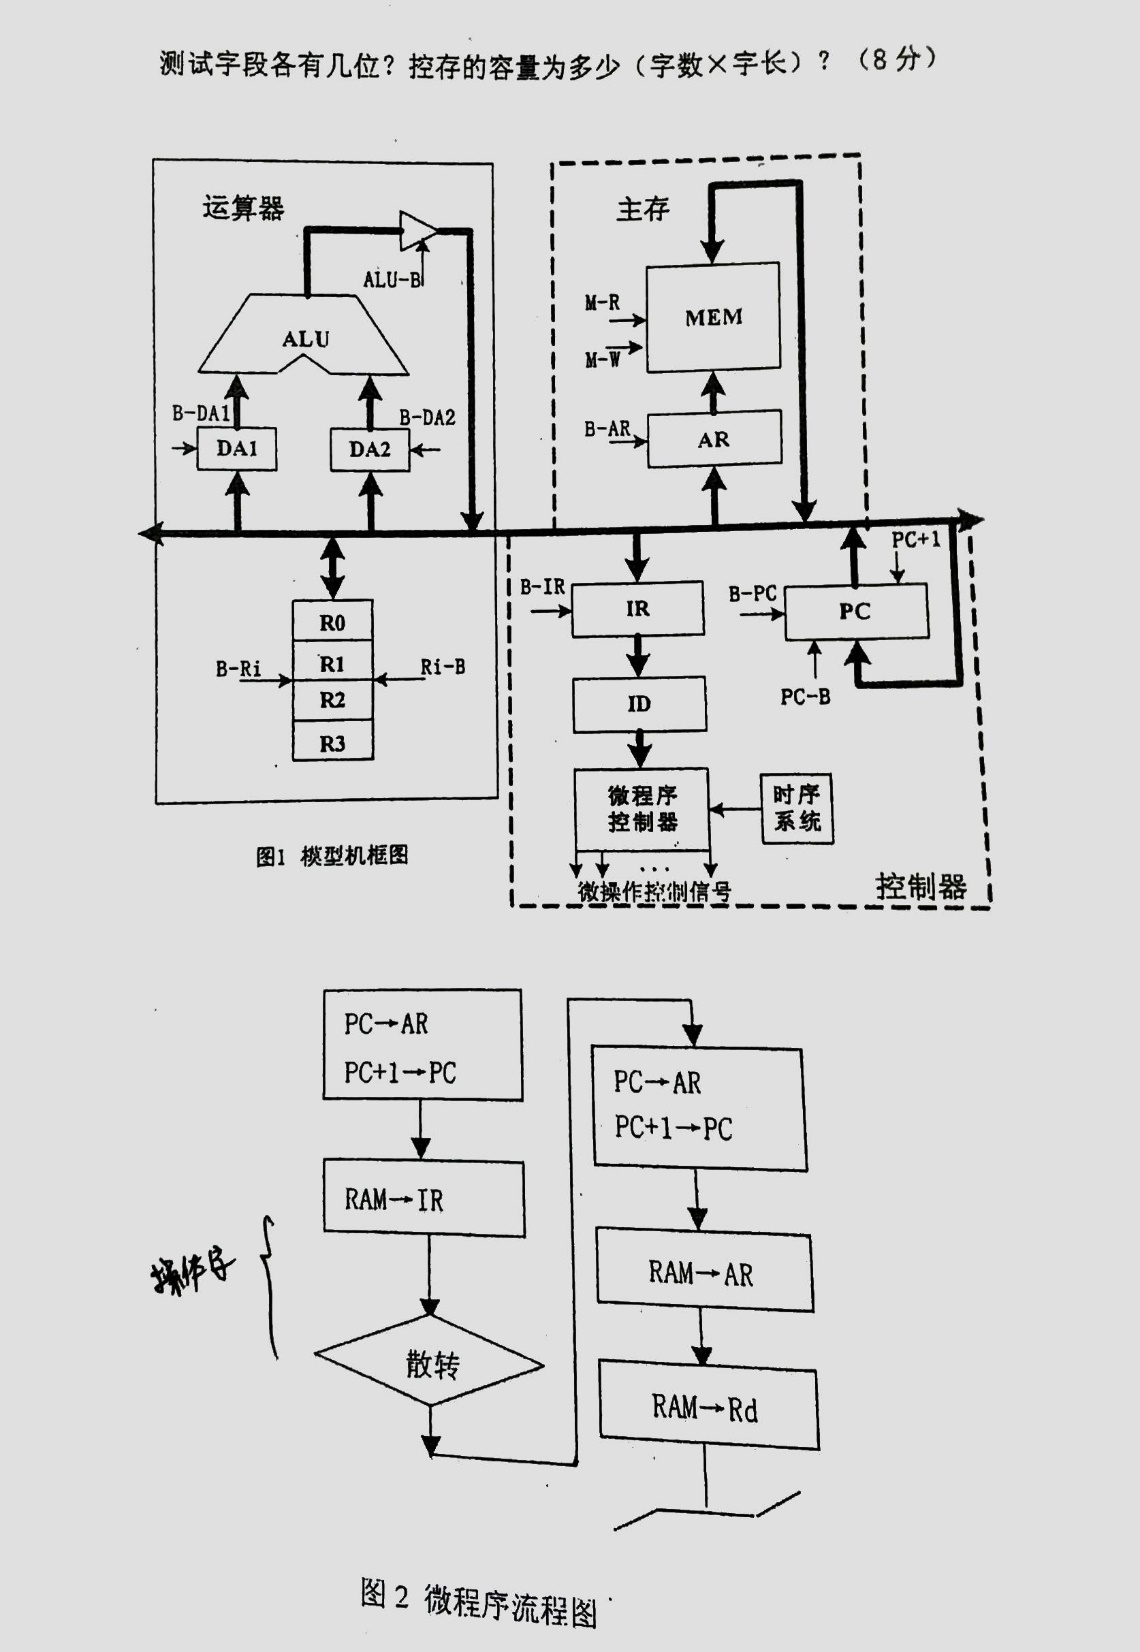 测试字段各有几位？控存的容量为多少（字数×字长）？（8分）
运算器
ALU-B
ALU
B-DA1
B-DA2
DA1
DA2
主存
M-R
M-W
MEM
B-AR
AR
R0
R1
R2
R3
B-Ri
Ri-B
B-IR
IR
ID
B-PC
PC+1
PC
PC-B
微程序
控制器
时序
系统
…
微操作控制信号
控制器
图1 模型机框图
PC→AR
PC+1→PC
RAM→IR
操作字
散转
PC→AR
PC+1→PC
RAM→AR
RAM→Rd
图2 微程序流程图